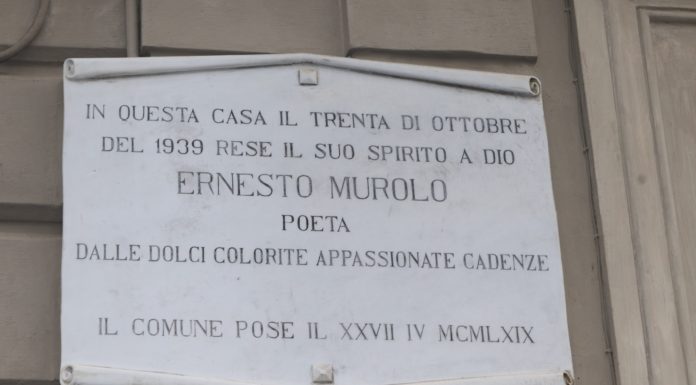 IN QUESTA CASA IL TRENTA DI OTTOBRE
DEL 1939 RESE IL SUO SPIRITO A DIO
ERNESTO MUROLO
POETA
DALLE DOLCI COLORITE APPASSIONATE CADENZE
IL COMUNE POSE IL XXVII IV MCMLXIX